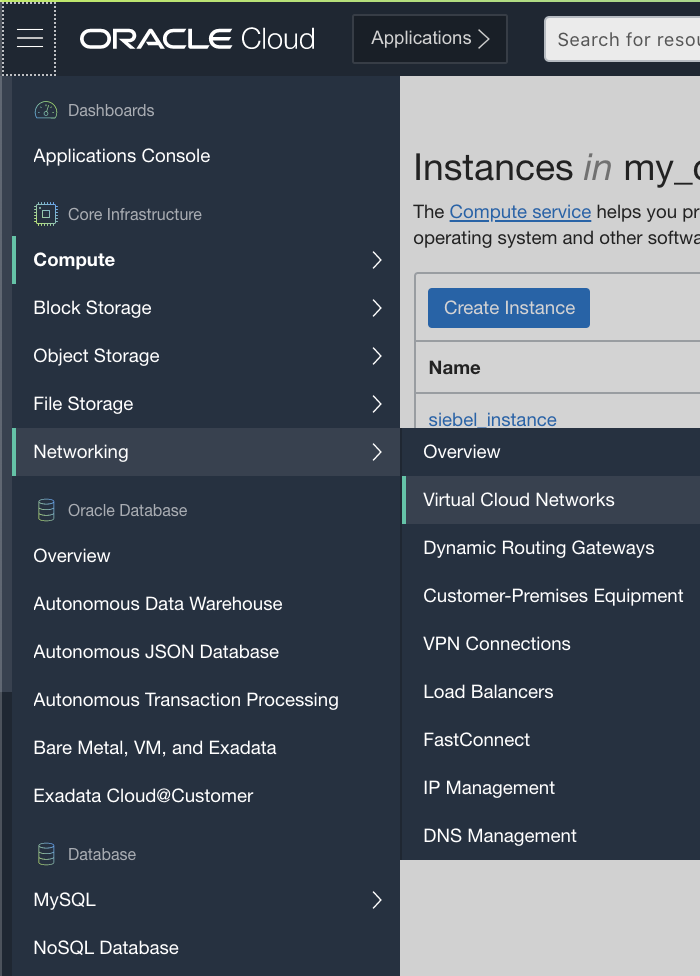 ORACLE Cloud
Applications
Search for resou
Dashboards
Applications Console
Core Infrastructure
Compute
Block Storage
Object Storage
File Storage
Networking
Oracle Database
Overview
Autonomous Data Warehouse
Autonomous JSON Database
Autonomous Transaction Processing
Bare Metal, VM, and Exadata
Exadata Cloud@Customer
Database
MySQL
NoSQL Database
Instances in my_c
The Compute service helps you pr
operating system and other softwa
Create Instance
Name
siebel_instance
Overview
Virtual Cloud Networks
Dynamic Routing Gateways
Customer-Premises Equipment
VPN Connections
Load Balancers
FastConnect
IP Management
DNS Management